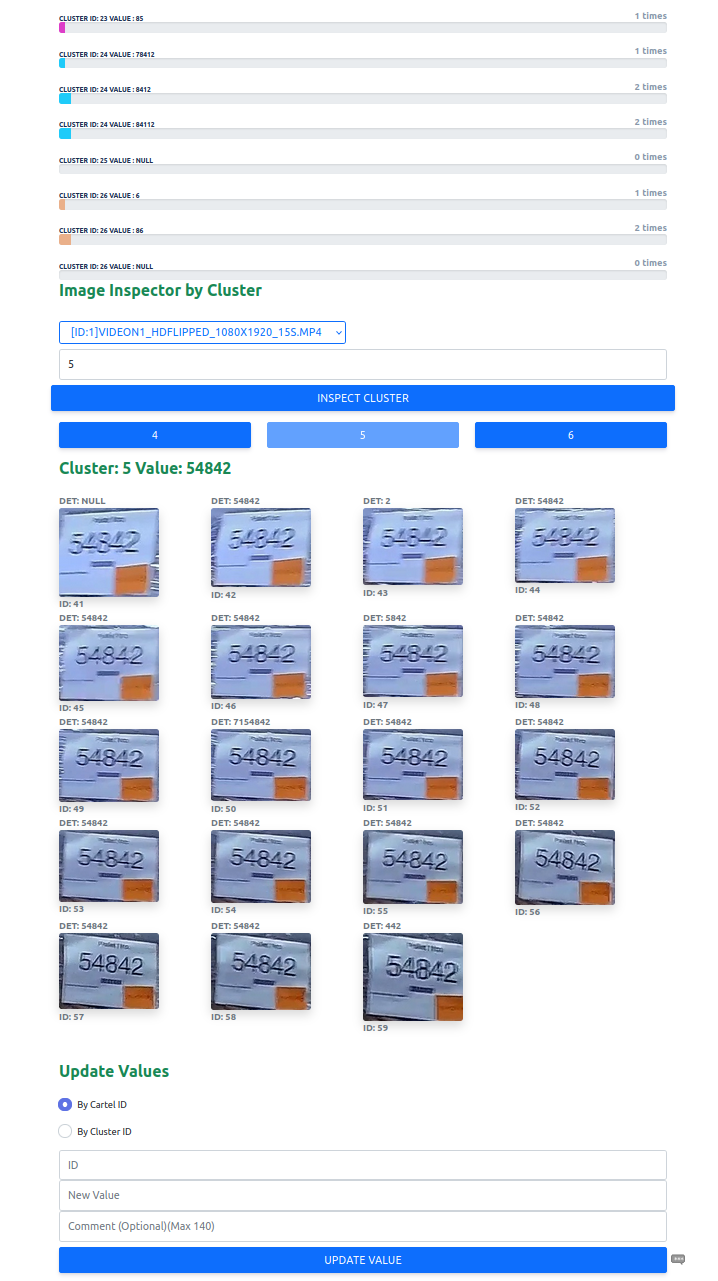 CLUSTER ID: 23 VALUE : 85 1 times
CLUSTER ID: 24 VALUE : 78412 1 times
CLUSTER ID: 24 VALUE : 8412 2 times
CLUSTER ID: 24 VALUE : 84112 2 times
CLUSTER ID: 25 VALUE : NULL 0 times
CLUSTER ID: 26 VALUE : 6 1 times
CLUSTER ID: 26 VALUE : 86 2 times
CLUSTER ID: 26 VALUE : NULL 0 times
Image Inspector by Cluster
[ID:1]VIDEON1_HDFLIPPED_1080X1920_15S.MP4
5
INSPECT CLUSTER
4 5 6
Cluster: 5 Value: 54842
DET: NULL DET: 54842 DET: 2 DET: 54842
54842 54842 54842 54842
ID: 41 ID: 42 ID: 43 ID: 44
DET: 54842 DET: 54842 DET: 5842 DET: 54842
54842 54842 54842 54842
ID: 45 ID: 46 ID: 47 ID: 48
DET: 54842 DET: 7154842 DET: 54842 DET: 54842
54842 54842 54842 54842
ID: 49 ID: 50 ID: 51 ID: 52
DET: 54842 DET: 54842 DET: 54842 DET: 54842
54842 54842 54842 54842
ID: 53 ID: 54 ID: 55 ID: 56
DET: 54842 DET: 54842 DET: 442
54842 54842 54842
ID: 57 ID: 58 ID: 59
Update Values
By Cartel ID
By Cluster ID
ID
New Value
Comment (Optional)(Max 140)
UPDATE VALUE